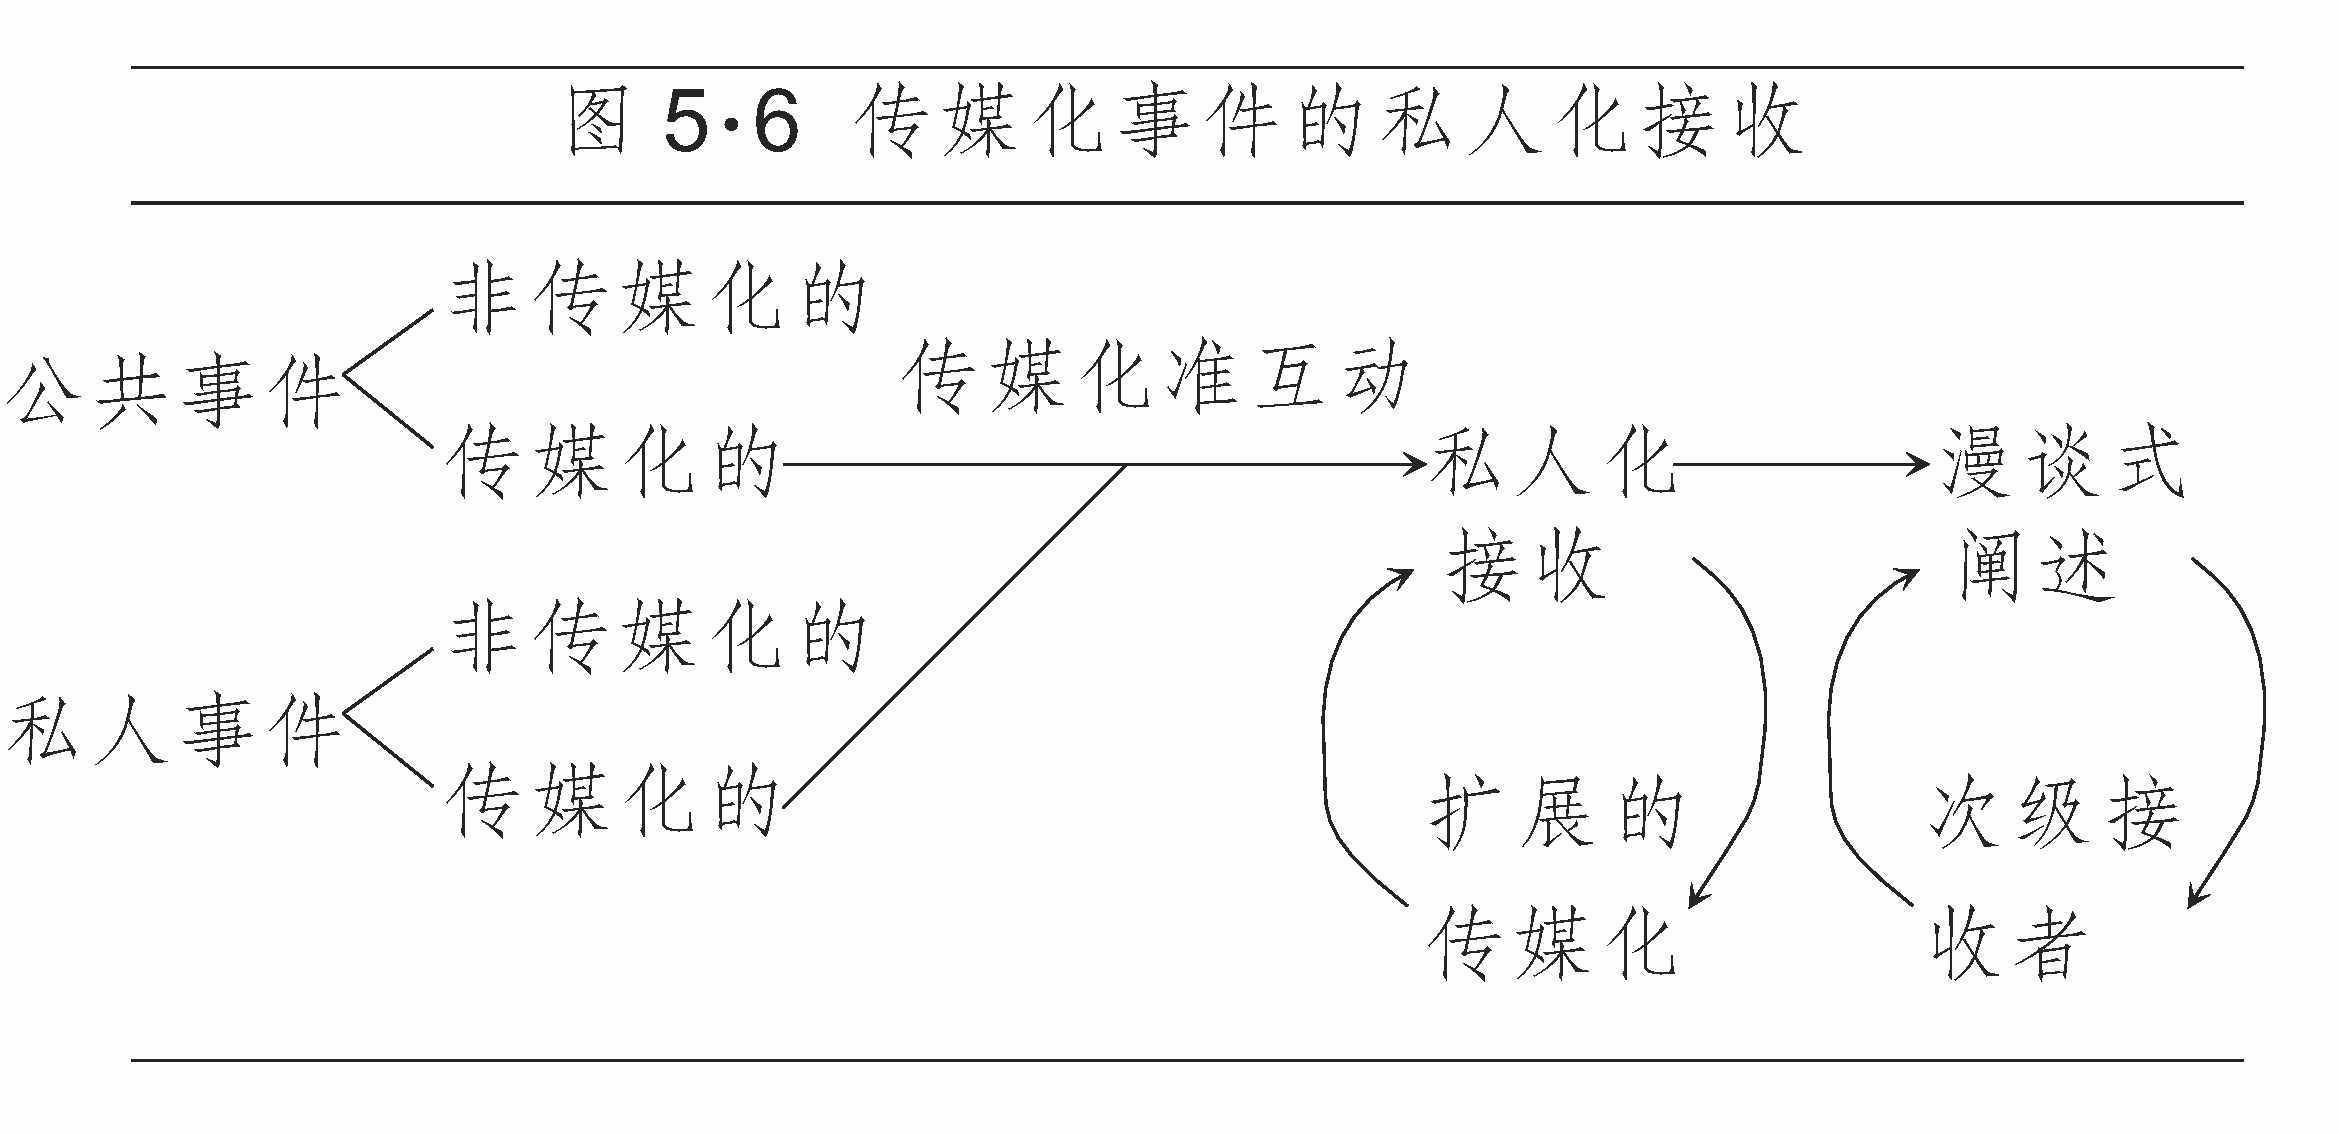 图 5·6 传媒化事件的私人化接收
非传媒化的
公共事件
传媒化准互动
传媒化的
私人化
接收
漫谈式
阐述
非传媒化的
私人事件
传媒化的
扩展的
传媒化
次级接
收者